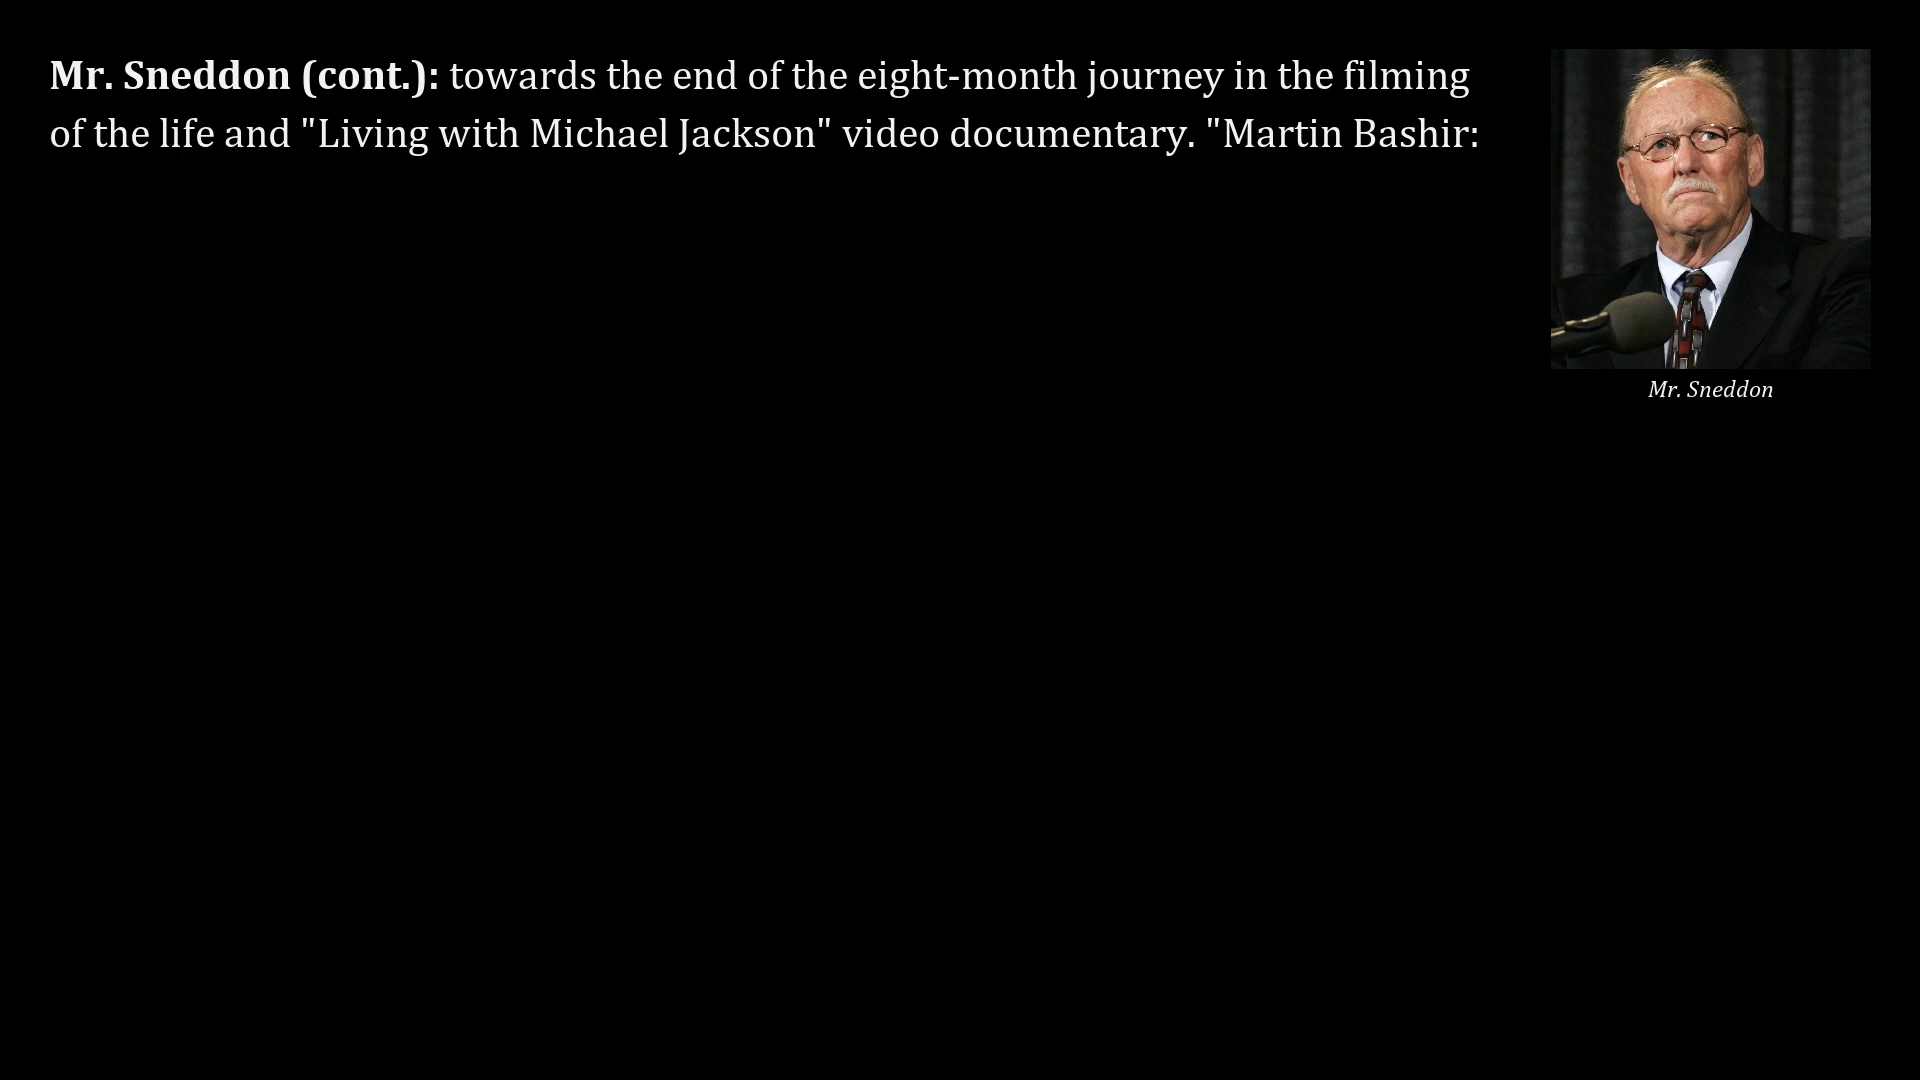 Mr. Sneddon (cont.): towards the end of the eight-month journey in the filming
of the life and "Living with Michael Jackson" video documentary. "Martin Bashir:
Mr. Sneddon